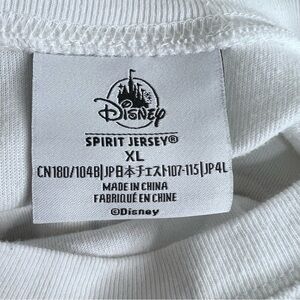 Disney
SPIRIT JERSEY®
XL
CN180/104B|JP日本チェスト107-115|JP4L
MADE IN CHINA
FABRIQUÉ EN CHINE
©Disney